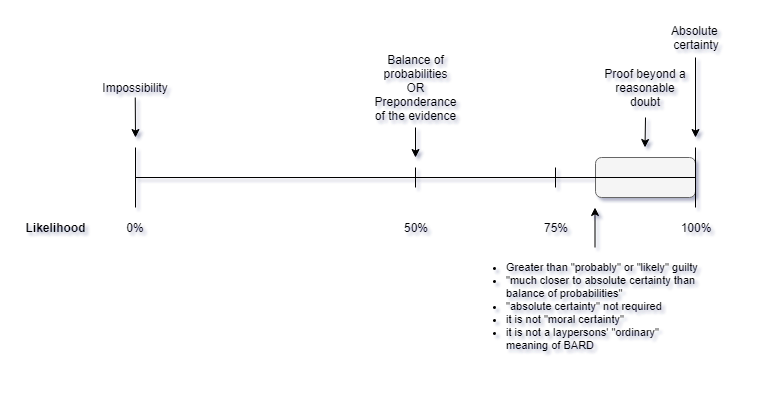 Absolute
certainty
Balance of
probabilities
OR
Preponderance
of the evidence
Proof beyond a
reasonable
doubt
Impossibility
Likelihood
0%
50%
75%
100%
• Greater than "probably" or "likely" guilty
• "much closer to absolute certainty than
balance of probabilities"
• "absolute certainty" not required
• it is not "moral certainty"
• it is not a laypersons' "ordinary"
meaning of BARD